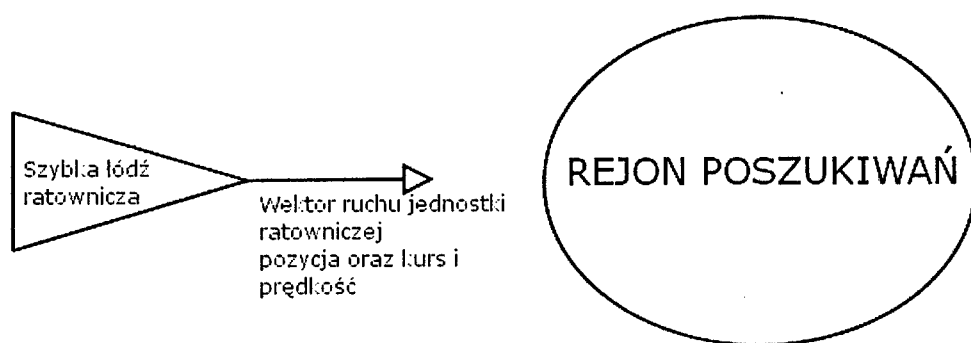 Szybka łódź
ratownicza
Wektor ruchu jednostki
ratowniczej
pozycja oraz kurs i
prędkość
REJON POSZUKIWAŃ